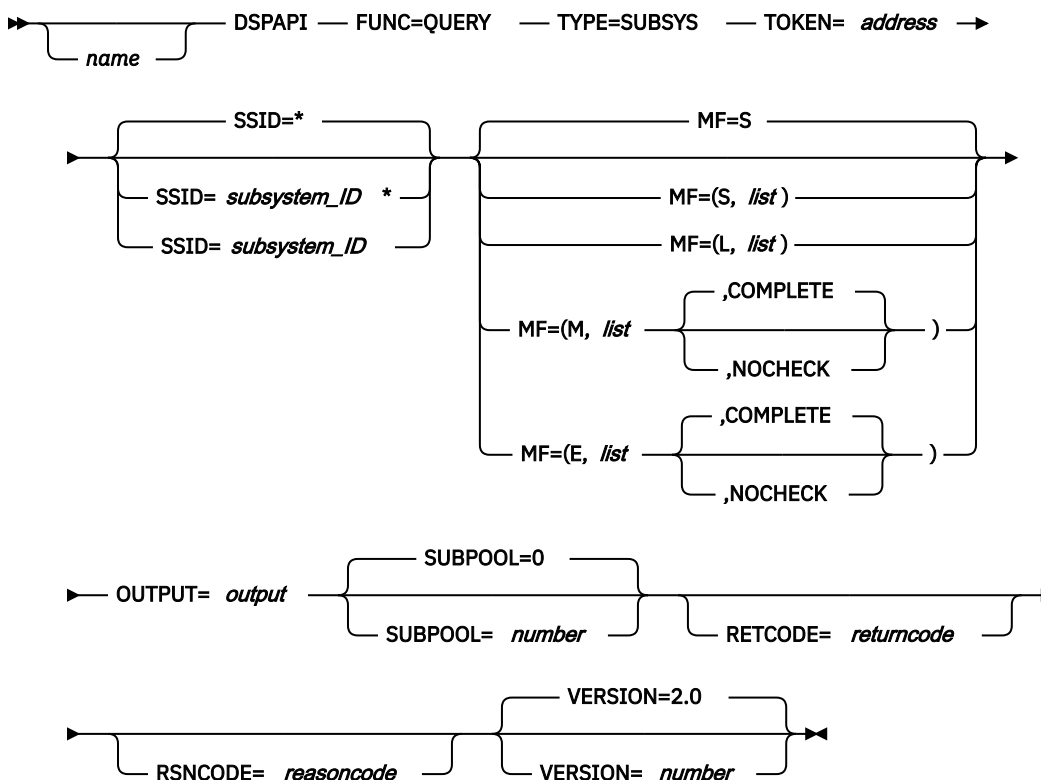 DSPAPI FUNC=QUERY TYPE=SUBSYS TOKEN= address
name
SSID=* MF=S
SSID= subsystem_ID * MF=(S, list )
SSID= subsystem_ID MF=(L, list )
,COMPLETE
MF=(M, list )
,NOCHECK
,COMPLETE
MF=(E, list )
,NOCHECK
SUBPOOL=0
OUTPUT= output
SUBPOOL= number RETCODE= returncode
VERSION=2.0
RSNCODE= reasoncode VERSION= number